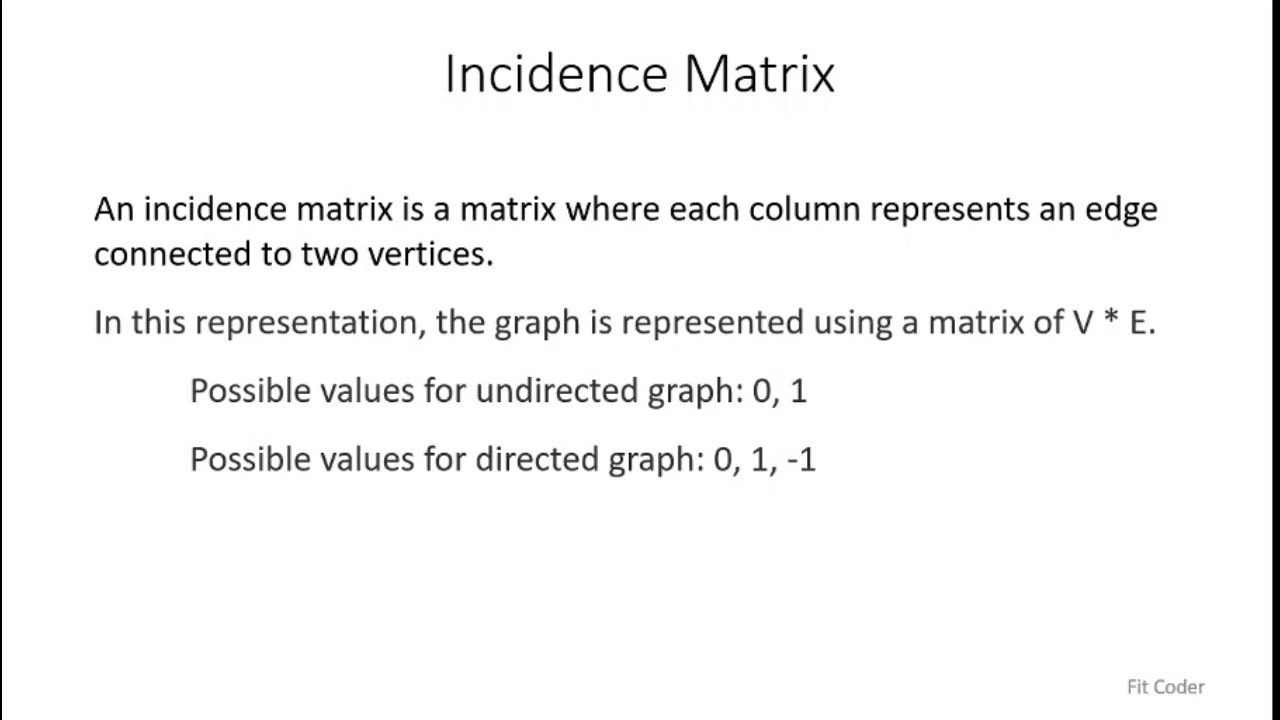 Incidence Matrix
An incidence matrix is a matrix where each column represents an edge
connected to two vertices.
In this representation, the graph is represented using a matrix of V * E.
Possible values for undirected graph: 0, 1
Possible values for directed graph: 0, 1, -1
Fit Coder